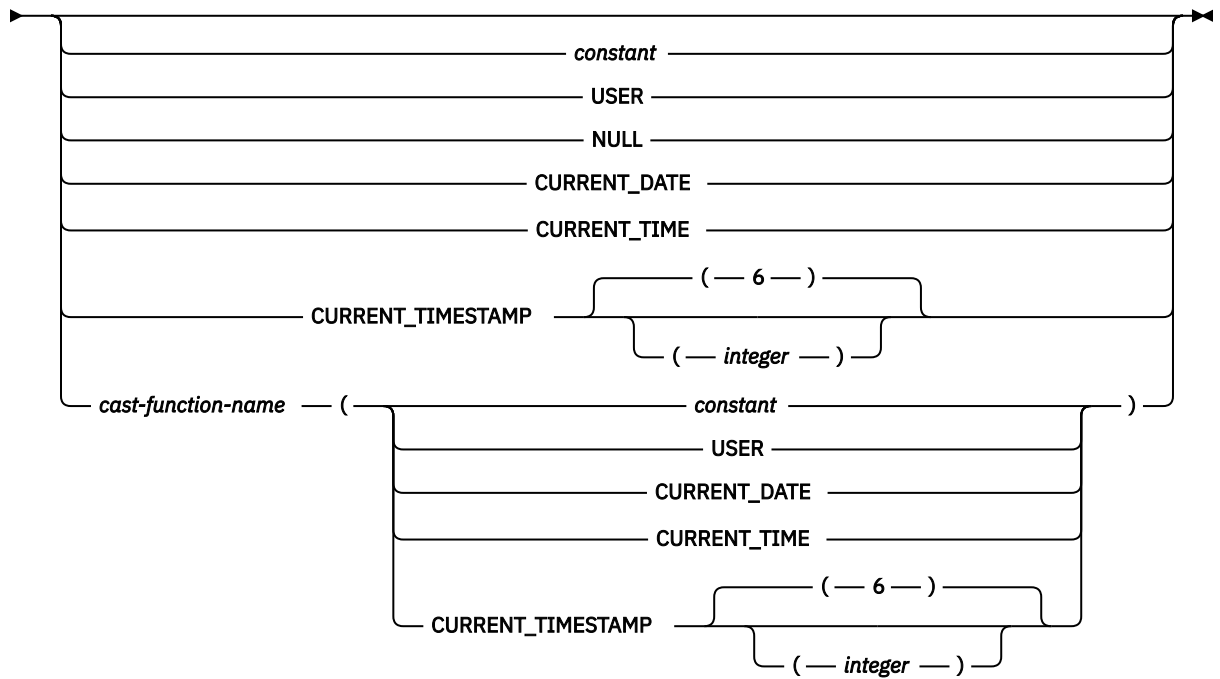 constant
USER
NULL
CURRENT_DATE
CURRENT_TIME
( 6 )
CURRENT_TIMESTAMP
( integer )
cast-function-name ( constant )
USER
CURRENT_DATE
CURRENT_TIME
( 6 )
CURRENT_TIMESTAMP
( integer )